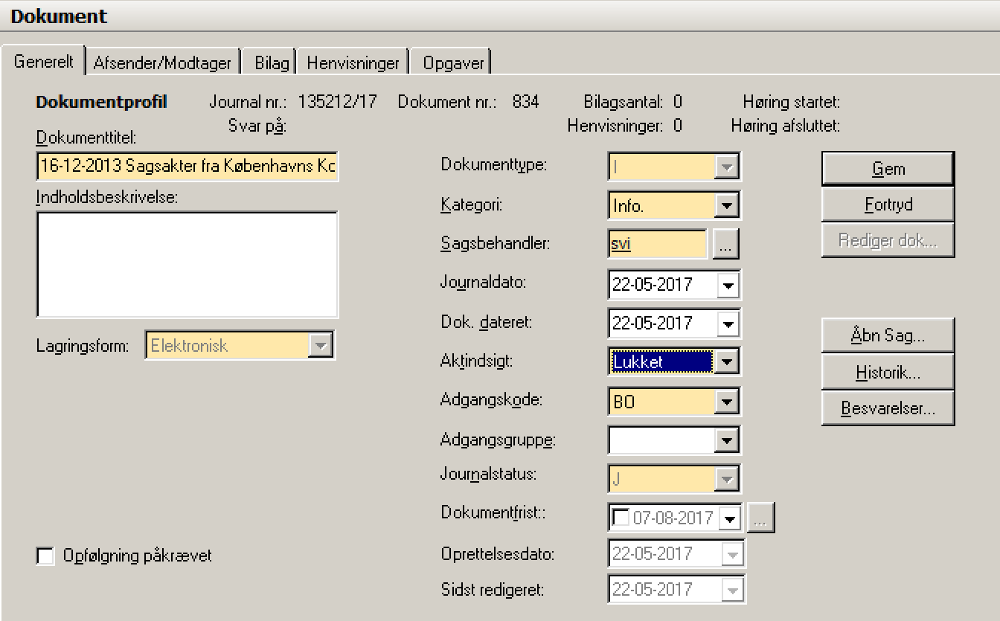 Dokument
Generelt Afsender/Modtager Bilag Henvisninger Opgaver
Dokumentprofil Journal nr.: 135212/17 Dokument nr.: 834 Bilagsantal: 0 Høring startet:
Svar på: Henvisninger: 0 Høring afsluttet:
Dokumenttitel:
16-12-2013 Sagsakter fra Københavns Kc
Indholdsbeskrivelse:
Lagringsform: Elektronisk
Opfølgning påkrævet
Dokumenttype: I
Kategori: Info.
Sagsbehandler: svi ...
Journaldato: 22-05-2017
Dok. dateret: 22-05-2017
Aktindsigt: Lukket
Adgangskode: BO
Adgangsgruppe:
Journalstatus: J
Dokumentfrist:: 07-08-2017 ...
Oprettelsesdato: 22-05-2017
Sidst redigeret: 22-05-2017
Gem
Fortryd
Rediger dok...
Åbn Sag...
Historik...
Besvarelser...